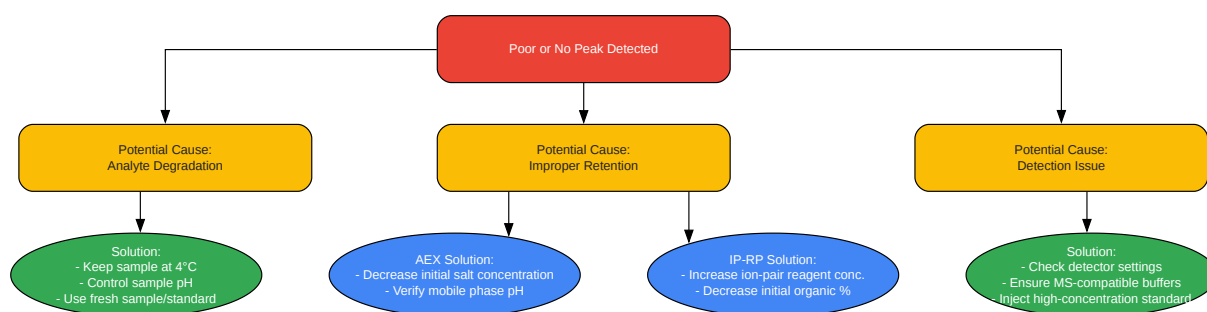 Poor or No Peak Detected
Potential Cause:
Analyte Degradation
Potential Cause:
Improper Retention
Potential Cause:
Detection Issue
Solution:
- Keep sample at 4°C
- Control sample pH
- Use fresh sample/standard
AEX Solution:
- Decrease initial salt concentration
- Verify mobile phase pH
IP-RP Solution:
- Increase ion-pair reagent conc.
- Decrease initial organic %
Solution:
- Check detector settings
- Ensure MS-compatible buffers
- Inject high-concentration standard